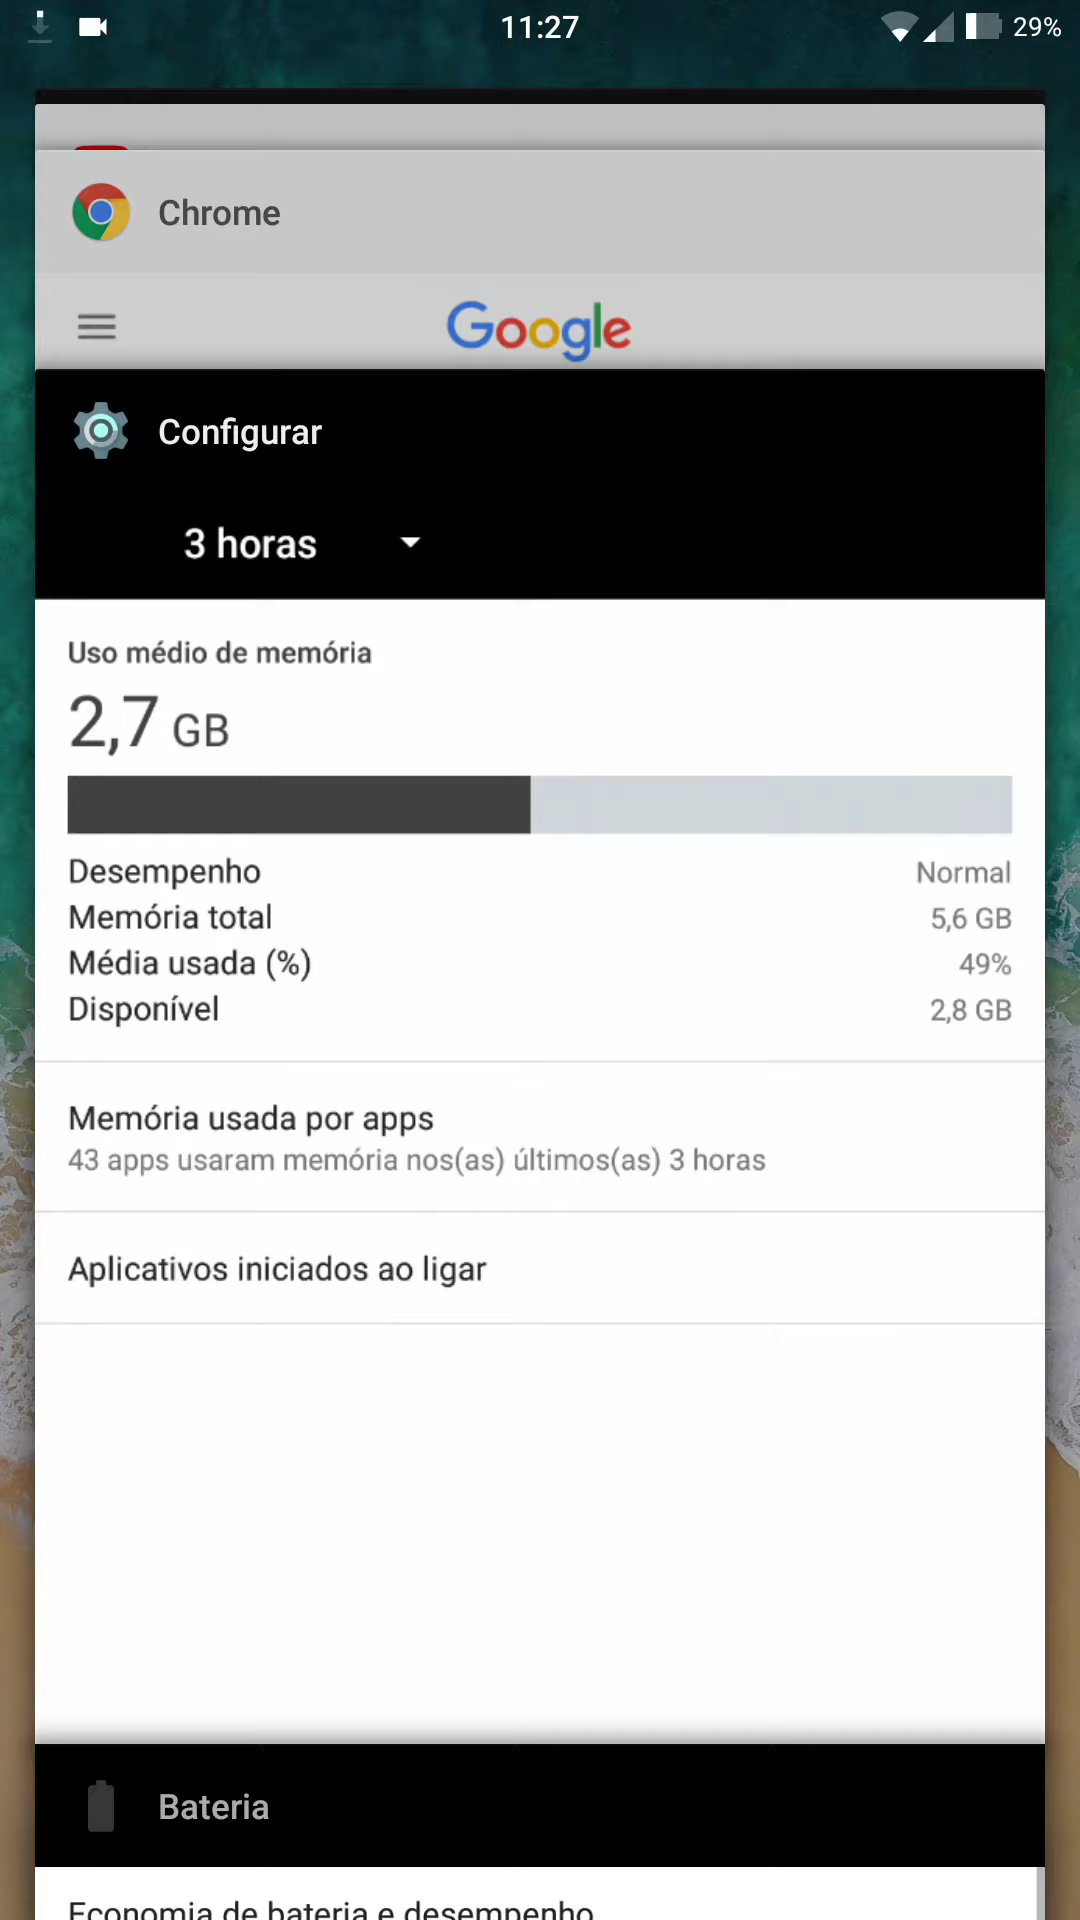 11:27
29%
Chrome
Google
Configurar
3 horas
Uso médio de memória
2,7 GB
Desempenho Normal
Memória total 5,6 GB
Média usada (%) 49%
Disponível 2,8 GB
Memória usada por apps
43 apps usaram memória nos(as) últimos(as) 3 horas
Aplicativos iniciados ao ligar
Bateria
Economia de bateria e desempenho